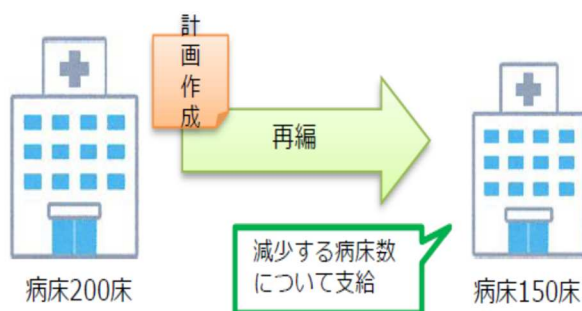 計画作成
再編
減少する病床数
について支給
病床200床
病床150床